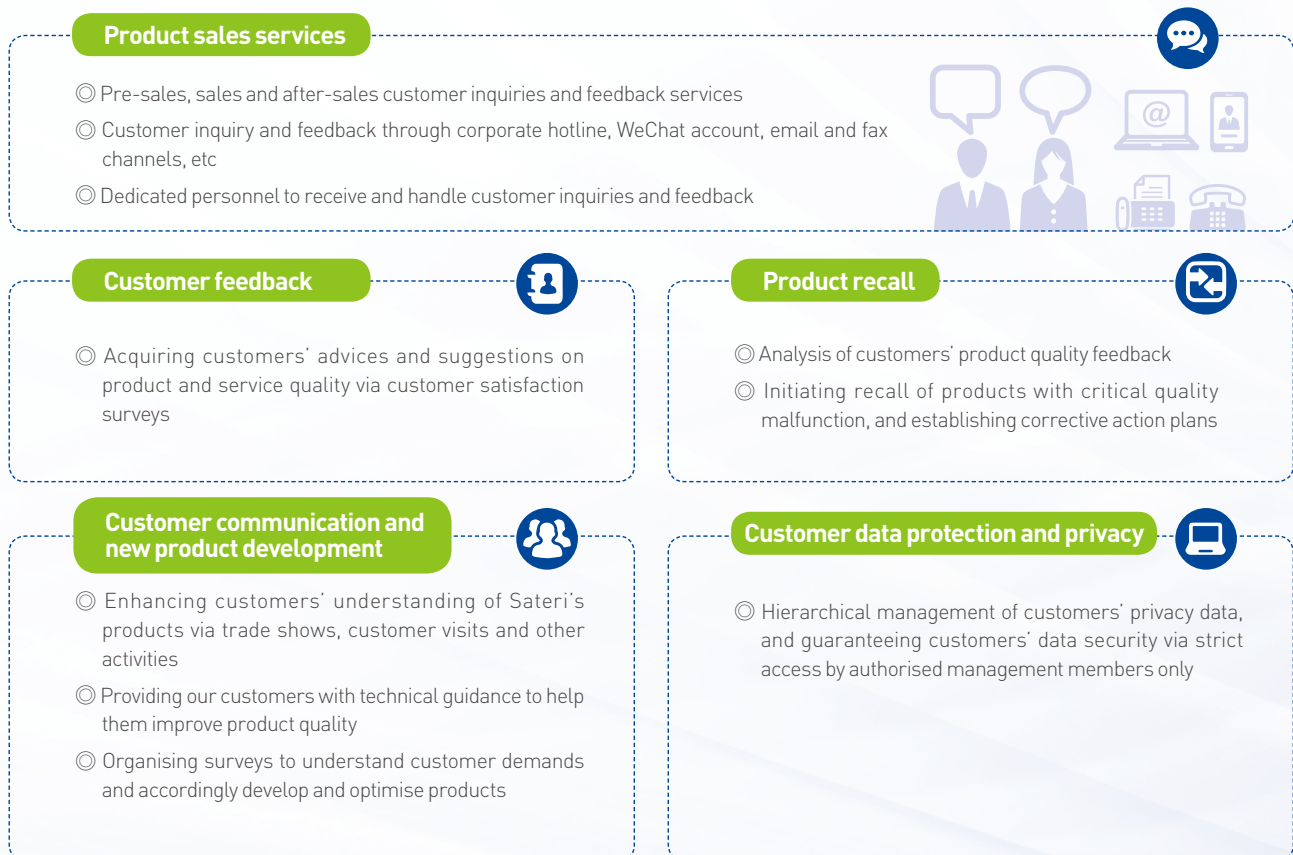 Product sales services
◎ Pre-sales, sales and after-sales customer inquiries and feedback services
◎ Customer inquiry and feedback through corporate hotline, WeChat account, email and fax
channels, etc
◎ Dedicated personnel to receive and handle customer inquiries and feedback
@
Customer feedback
◎ Acquiring customers’ advices and suggestions on
product and service quality via customer satisfaction
surveys
Product recall
◎ Analysis of customers’ product quality feedback
◎ Initiating recall of products with critical quality
malfunction, and establishing corrective action plans
Customer communication and
new product development
◎ Enhancing customers’ understanding of Sateri’s
products via trade shows, customer visits and other
activities
◎ Providing our customers with technical guidance to help
them improve product quality
◎ Organising surveys to understand customer demands
and accordingly develop and optimise products
Customer data protection and privacy
◎ Hierarchical management of customers’ privacy data,
and guaranteeing customers’ data security via strict
access by authorised management members only